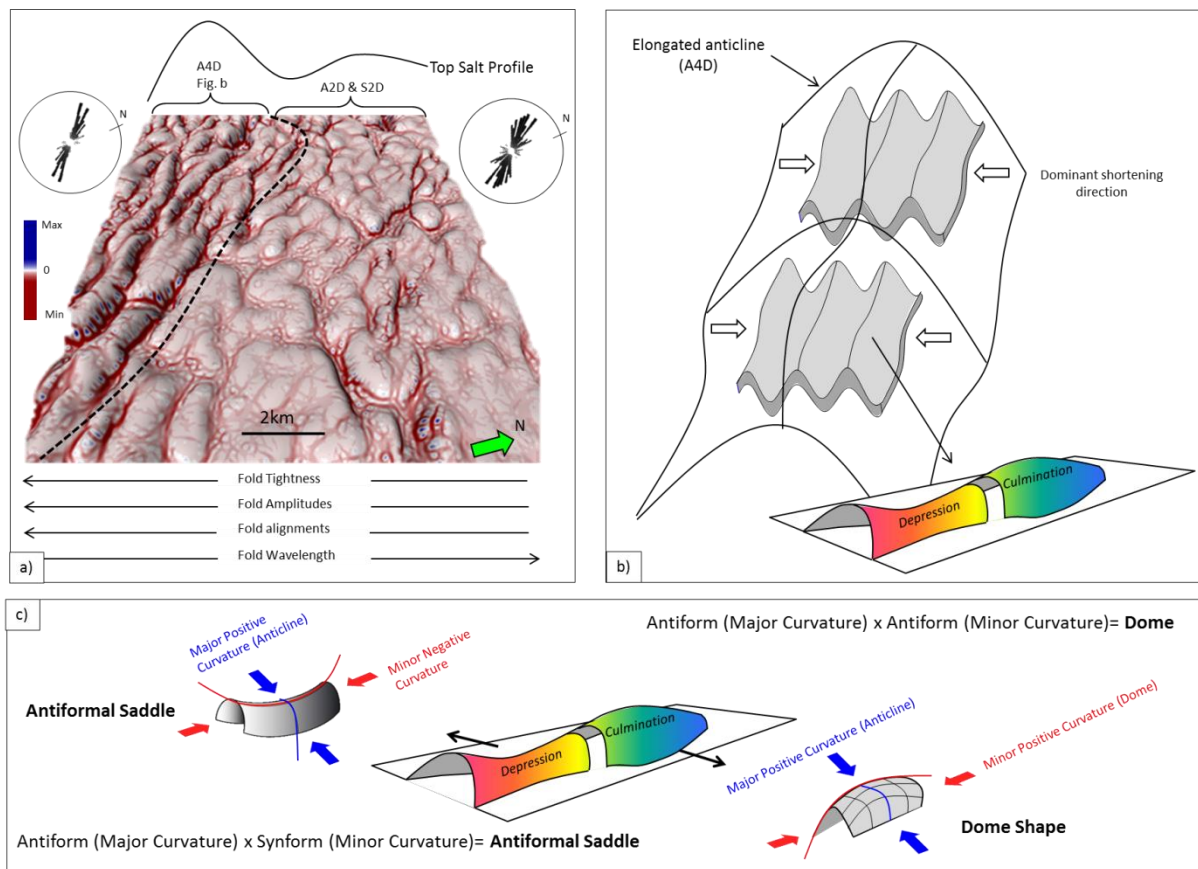 a)
Top Salt Profile
A4D
Fig. b
A2D & S2D
N
N
Max
0
Min
2km
N
Fold Tightness
Fold Amplitudes
Fold alignments
Fold Wavelength
b)
Elongated anticline
(A4D)
Dominant shortening
direction
Depression
Culmination
c)
Antiform (Major Curvature) x Antiform (Minor Curvature)= Dome
Major Positive
Curvature (Anticline)
Minor Negative
Curvature
Antiformal Saddle
Depression
Culmination
Major Positive Curvature (Anticline)
Minor Positive Curvature (Dome)
Dome Shape
Antiform (Major Curvature) x Synform (Minor Curvature)= Antiformal Saddle